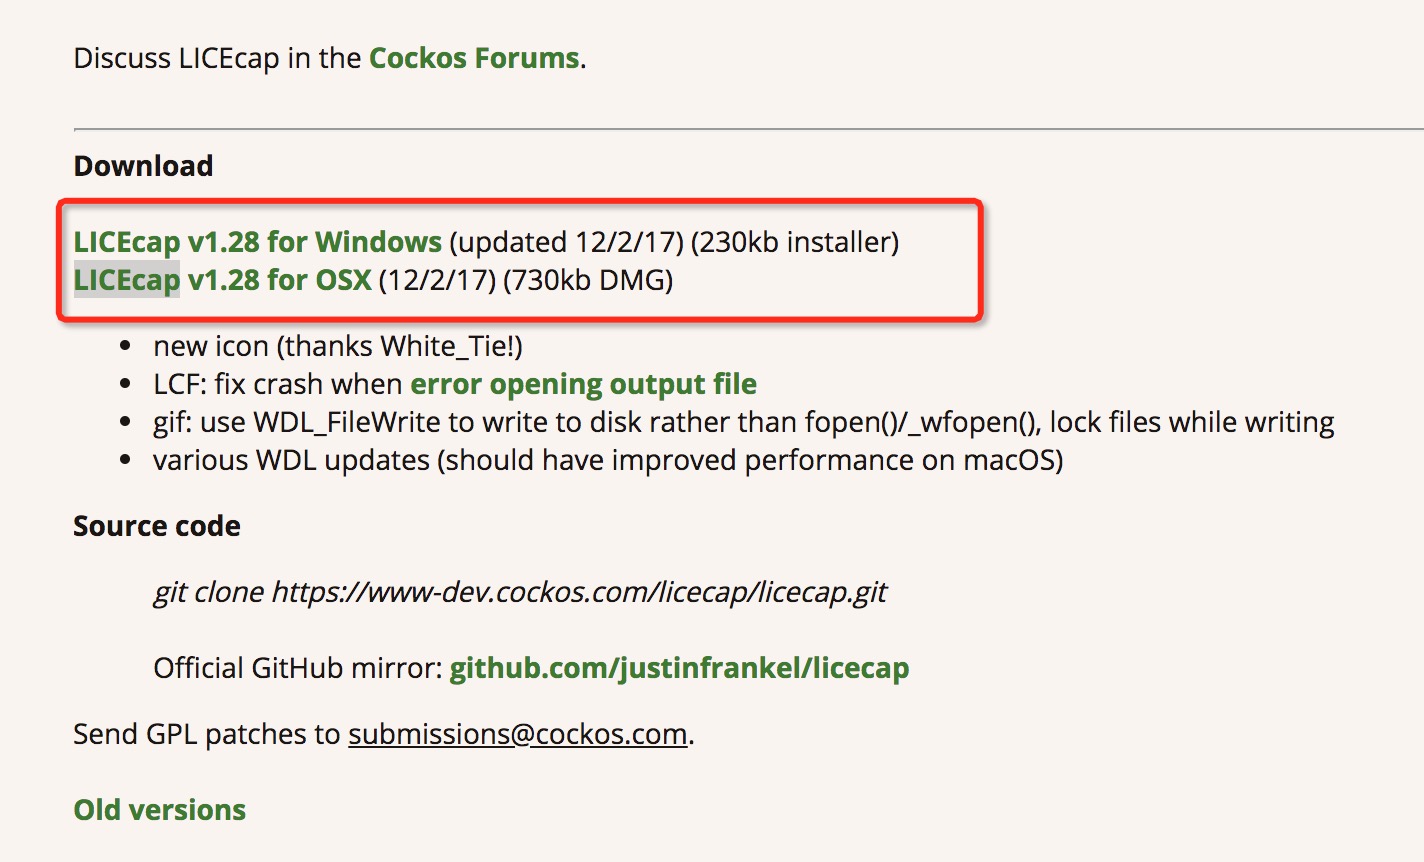 Discuss LICEcap in the Cockos Forums.
Download
LICEcap v1.28 for Windows (updated 12/2/17) (230kb installer)
LICEcap v1.28 for OSX (12/2/17) (730kb DMG)
• new icon (thanks White_Tie!)
• LCF: fix crash when error opening output file
• gif: use WDL_FileWrite to write to disk rather than fopen()/_wfopen(), lock files while writing
• various WDL updates (should have improved performance on macOS)
Source code
git clone https://www-dev.cockos.com/licecap/licecap.git
Official GitHub mirror: github.com/justinfrankel/licecap
Send GPL patches to submissions@cockos.com.
Old versions